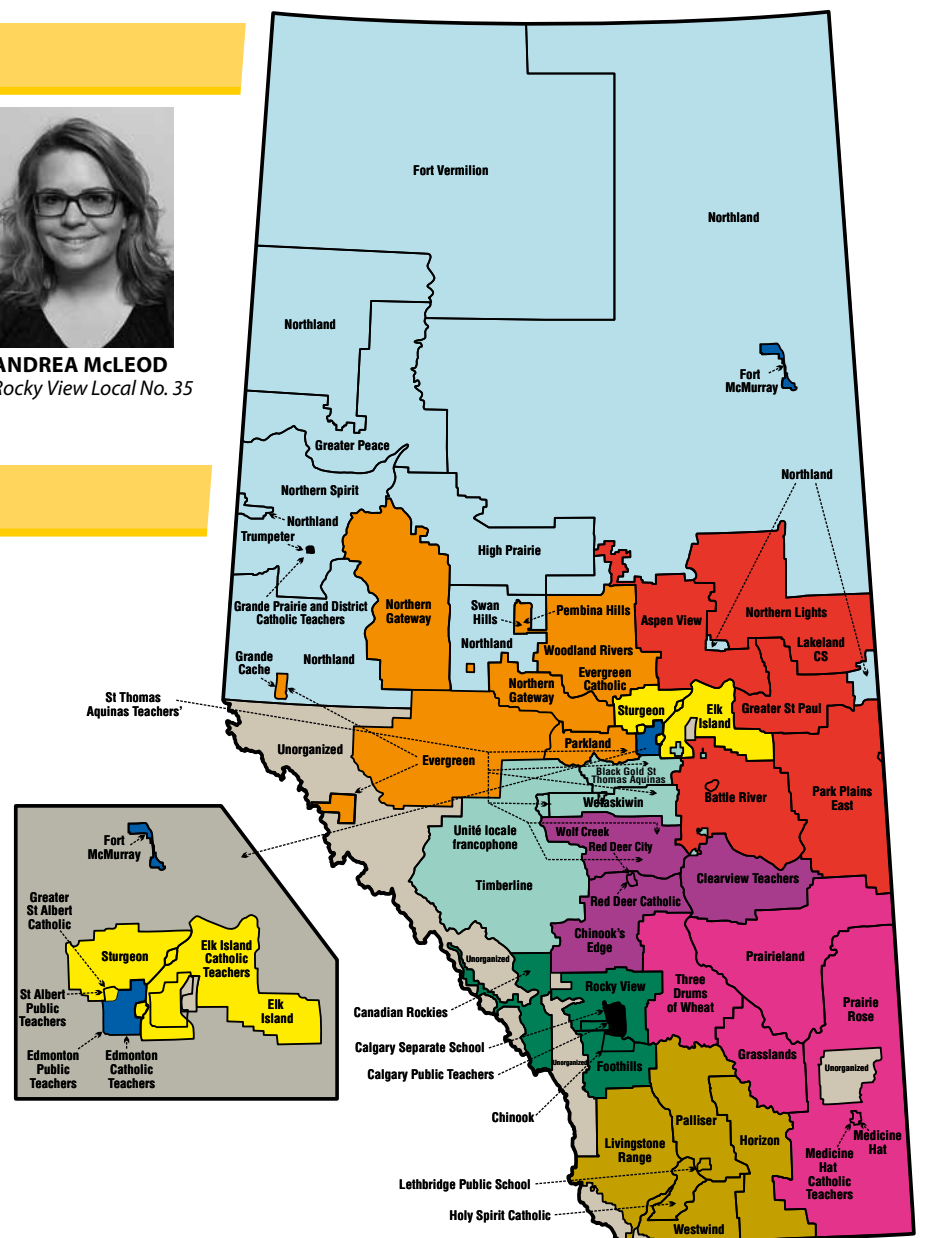 ANDREA McLEOD
Rocky View Local No. 35
Fort Vermilion
Northland
Northland
Fort
McMurray
Greater Peace
Northland
Northern Spirit
Northland
Trumpeter
High Prairie
Grande Prairie and District
Catholic Teachers
Northern
Gateway
Swan
Hills
Pembina Hills
Aspen View
Northern Lights
Northland
Woodland Rivers
Lakeland
CS
Grande
Cache
Northland
Evergreen
Catholic
Northern
Gateway
St Thomas
Aquinas Teachers'
Sturgeon
Elk
Island
Greater St Paul
Unorganized
Parkland
Evergreen
Black Gold St
Thomas Aquinas
Wetaskiwin
Battle River
Park Plains
East
Unité locale
francophone
Wolf Creek
Red Deer City
Timberline
Clearview Teachers
Red Deer Catholic
Chinook's
Edge
Unorganized
Prairieland
Rocky View
Three
Drums
of Wheat
Prairie
Rose
Canadian Rockies
Calgary Separate School
Calgary Public Teachers
Unorganized
Foothills
Grasslands
Unorganized
Chinook
Palliser
Livingstone
Range
Horizon
Medicine
Hat
Medicine
Hat
Catholic
Teachers
Lethbridge Public School
Holy Spirit Catholic
Westwind
Fort
McMurray
Greater
St Albert
Catholic
Sturgeon
Elk Island
Catholic
Teachers
St Albert
Public
Teachers
Elk
Island
Edmonton
Public
Teachers
Edmonton
Catholic
Teachers